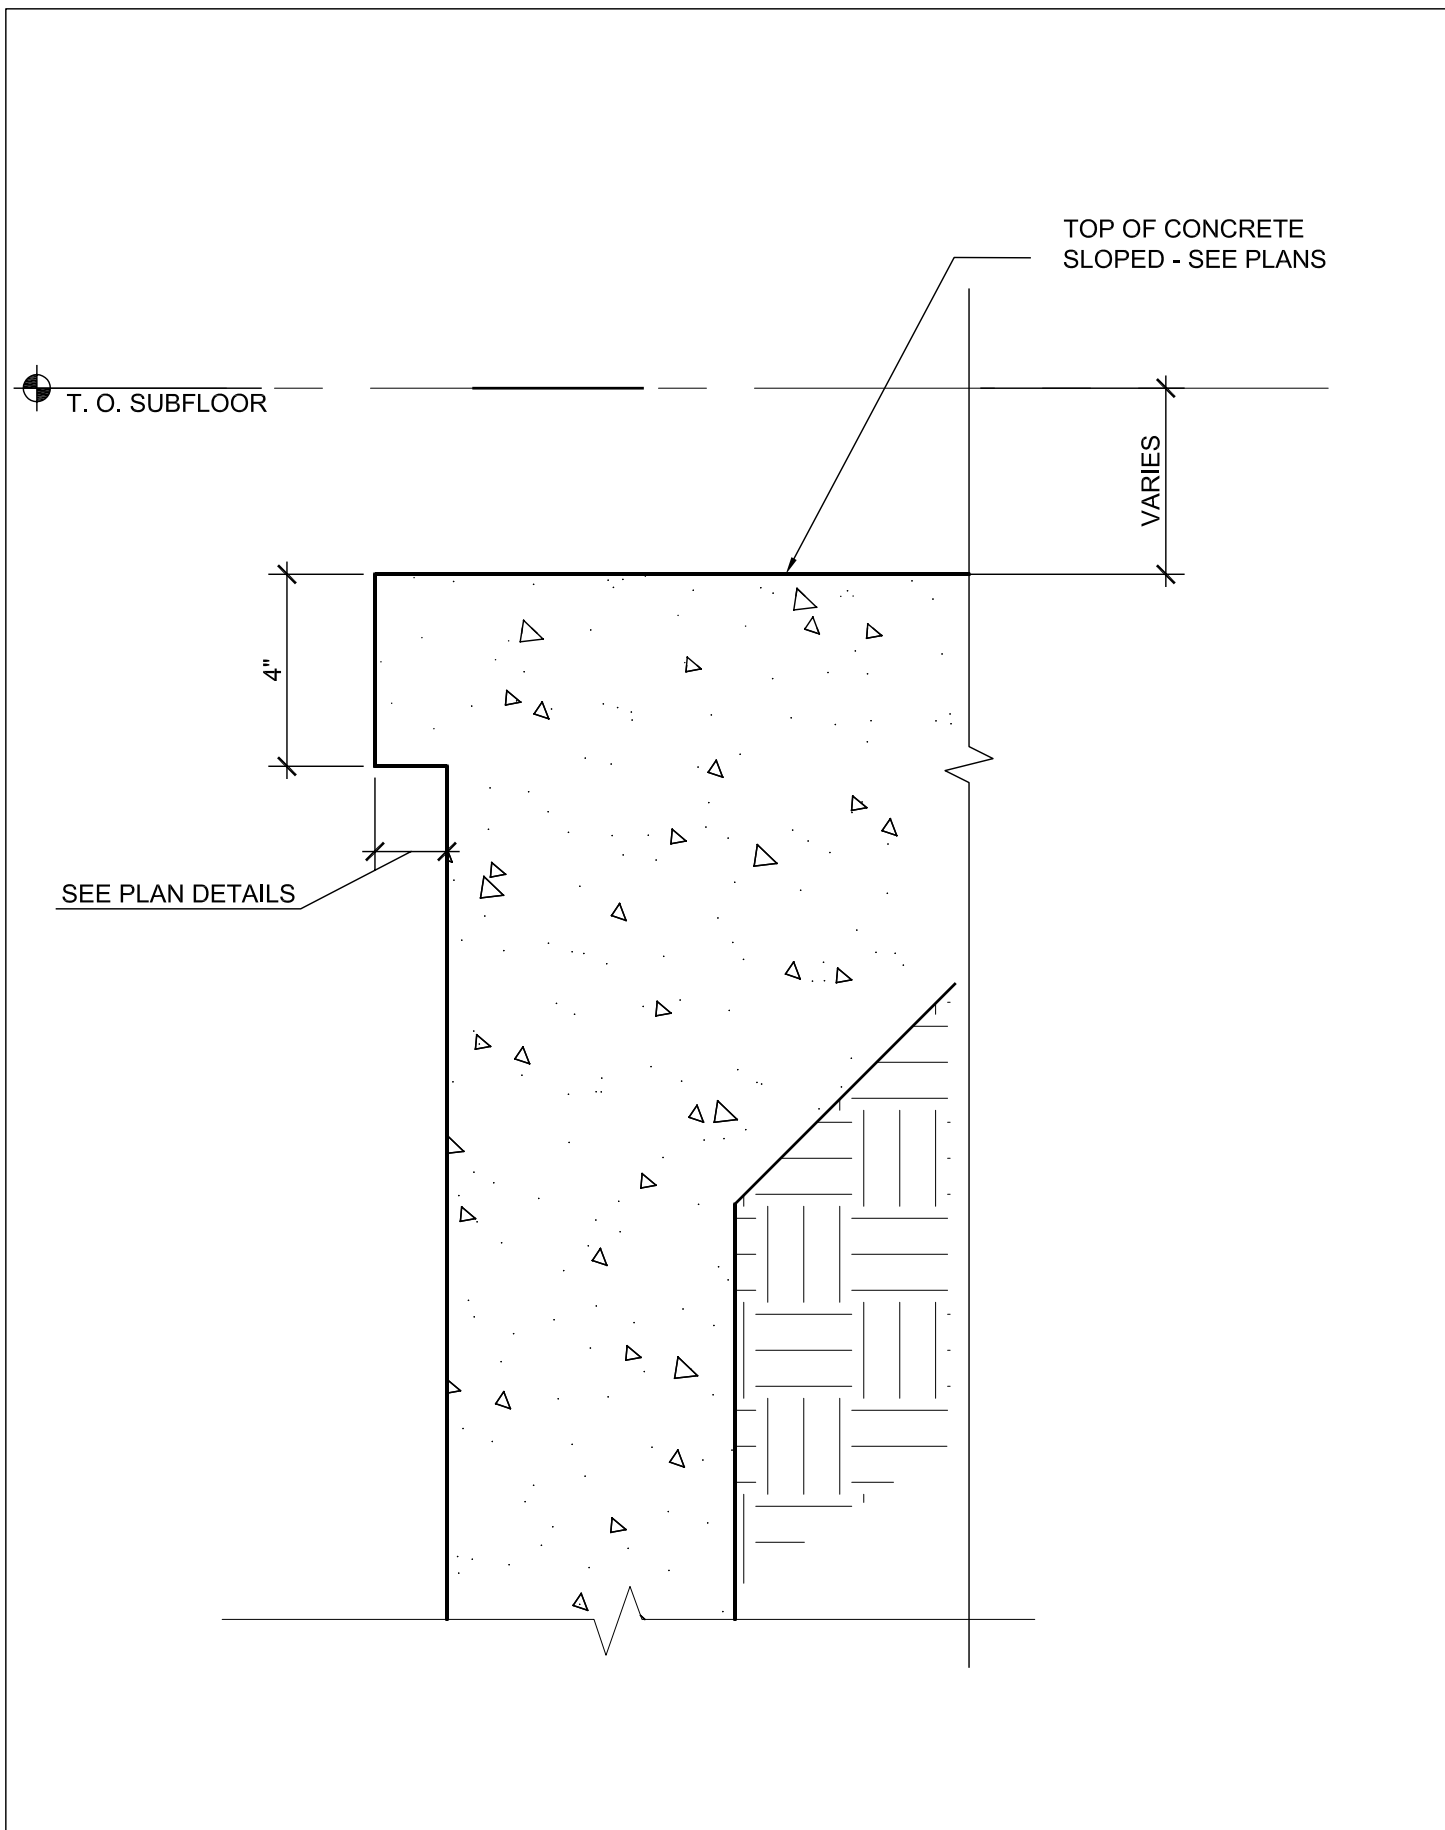 TOP OF CONCRETE
SLOPED - SEE PLANS
T. O. SUBFLOOR
VARIES
4"
SEE PLAN DETAILS